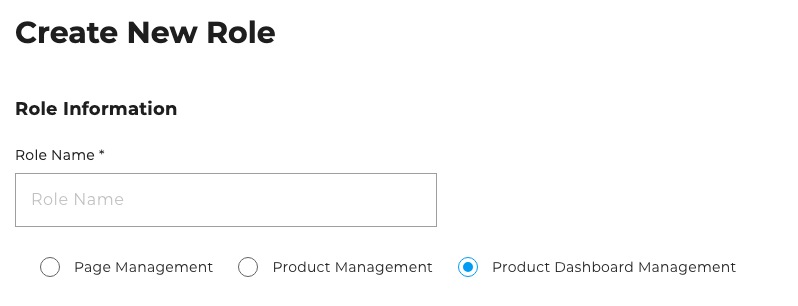 Create New Role
Role Information
Role Name *
Role Name
Page Management Product Management Product Dashboard Management